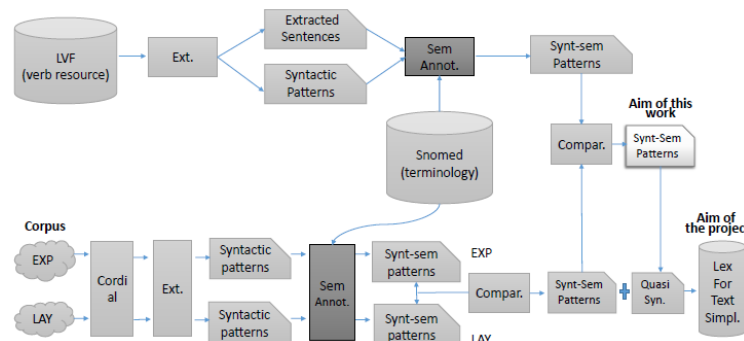 Extracted
Sentences
LVF
(verb resource)
Ext.
Sem
Annot.
Synt-sem
Patterns
Syntactic
Patterns
Aim of this
work
Compar.
Synt-Sem
Patterns
Snomed
(terminology)
Corpus
Aim of
the project
EXP
Cordi
al
Ext.
Syntactic
patterns
Sem
Annot.
Synt-sem
patterns
EXP
Compar.
Synt-Sem
Patterns
Quasi
Syn.
Lex
For
Text
Simpl.
LAY
Syntactic
patterns
Synt-sem
patterns
LAY